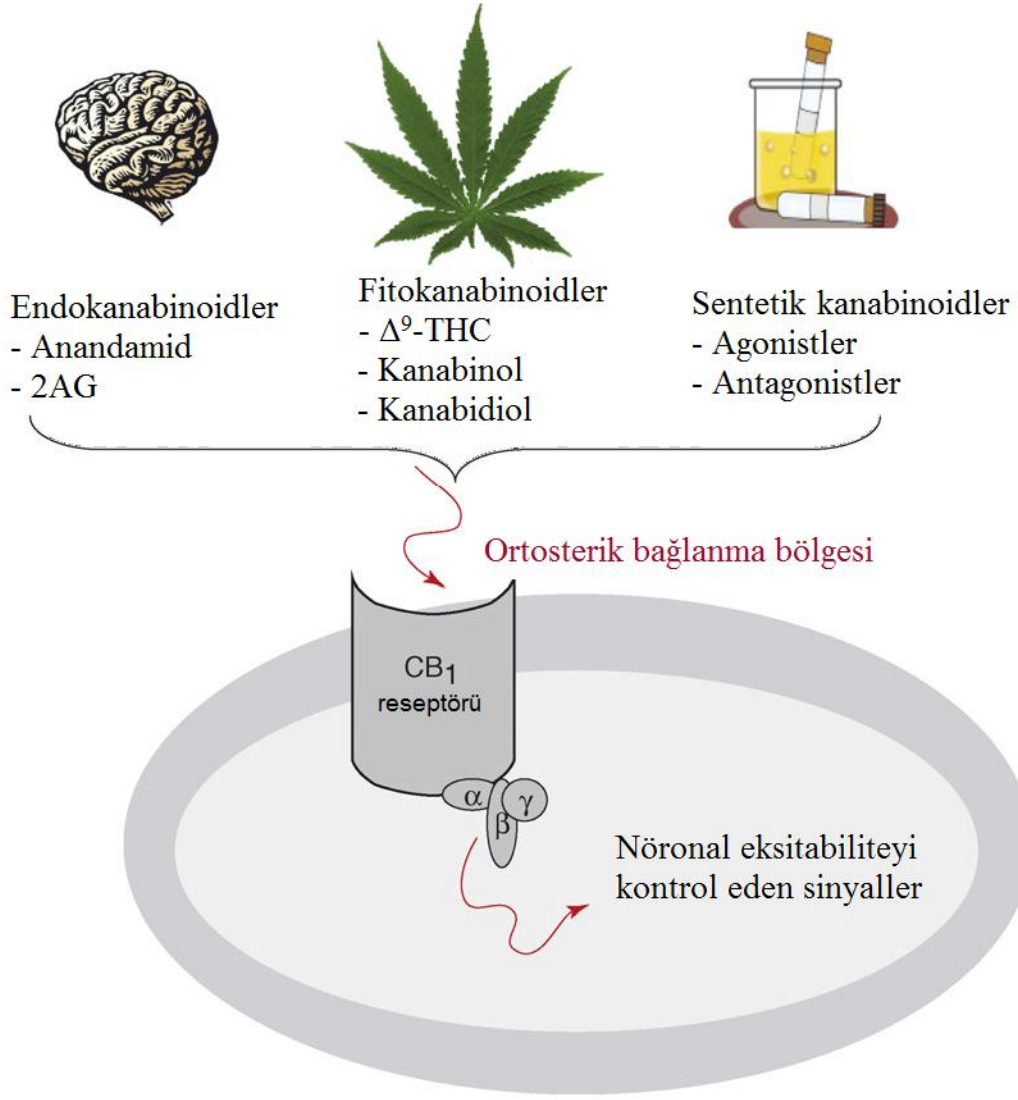 Endokanabinoidler
- Anandamid
- 2AG
Fitokanabinoidler
- Δ⁹-THC
- Kanabinol
- Kanabidiol
Sentetik kanabinoidler
- Agonistler
- Antagonistler
Ortosterik bağlanma bölgesi
CB₁
reseptörü
α
β
γ
Nöronal eksitabiliteyi
kontrol eden sinyaller